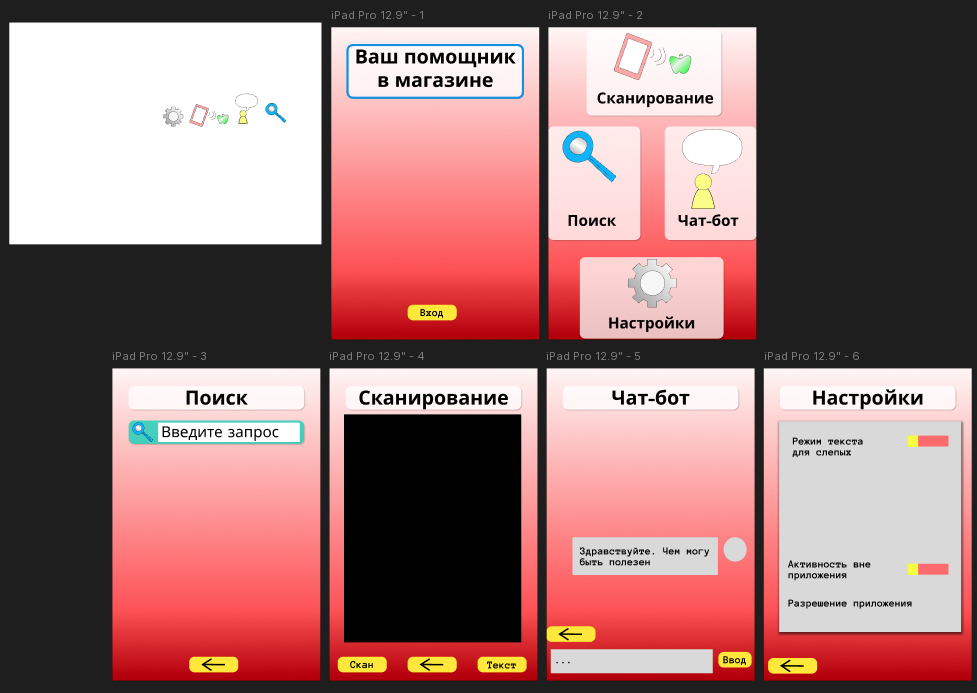 iPad Pro 12.9" - 1
Ваш помощник
в магазине
Вход
iPad Pro 12.9" - 2
Сканирование
Поиск
Чат-бот
Настройки
iPad Pro 12.9" - 3
Поиск
Введите запрос
iPad Pro 12.9" - 4
Сканирование
Скан
Текст
iPad Pro 12.9" - 5
Чат-бот
Здравствуйте. Чем могу
быть полезен
...
Ввод
iPad Pro 12.9" - 6
Настройки
Режим текста
для слепых
Активность вне
приложения
Разрешение приложения